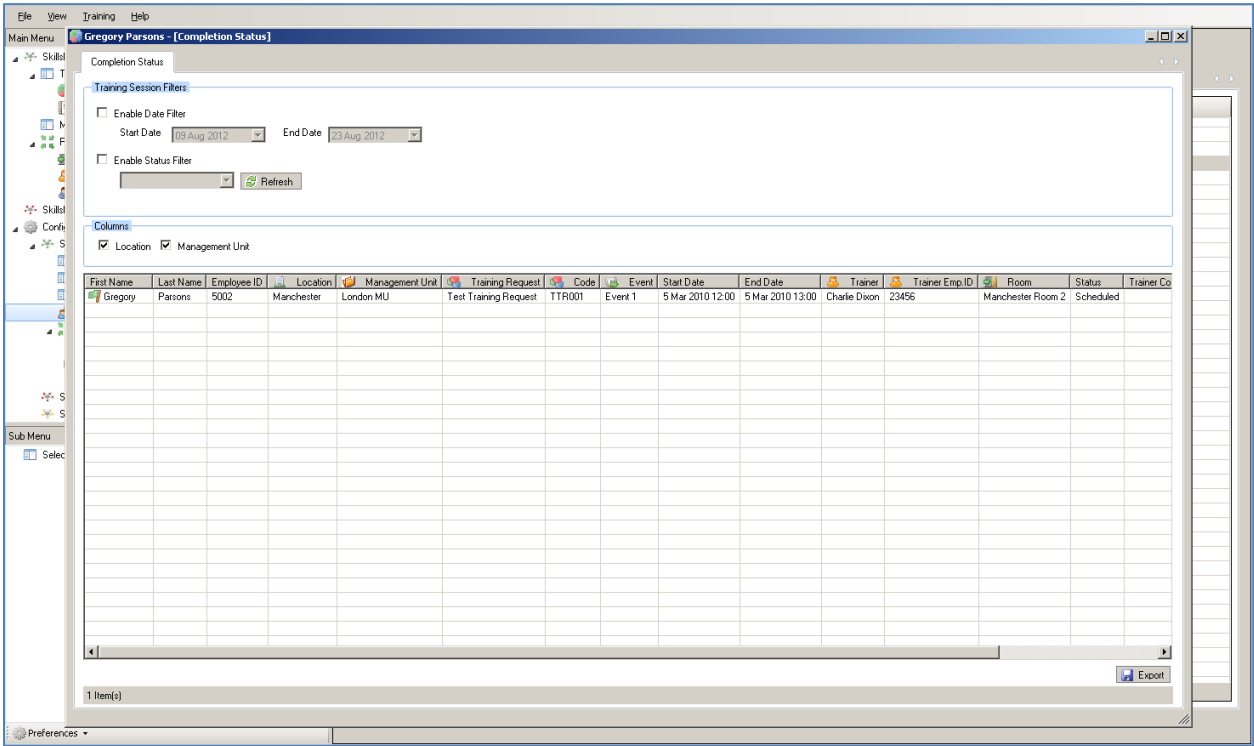 File View Training Help
Main Menu
Gregory Parsons - [Completion Status]
Completion Status
Training Session Filters
Enable Date Filter
Start Date 09 Aug 2012 End Date 23 Aug 2012
Enable Status Filter
Refresh
Columns
Location Management Unit
First Name Last Name Employee ID Location Management Unit Training Request Code Event Start Date End Date Trainer Trainer Emp.ID Room Status Trainer Co
Gregory Parsons 5002 Manchester London MU Test Training Request TTR001 Event 1 5 Mar 2010 12:00 5 Mar 2010 13:00 Charlie Dixon 23456 Manchester Room 2 Scheduled
Sub Menu
Selec
Export
1 Item(s)
Preferences